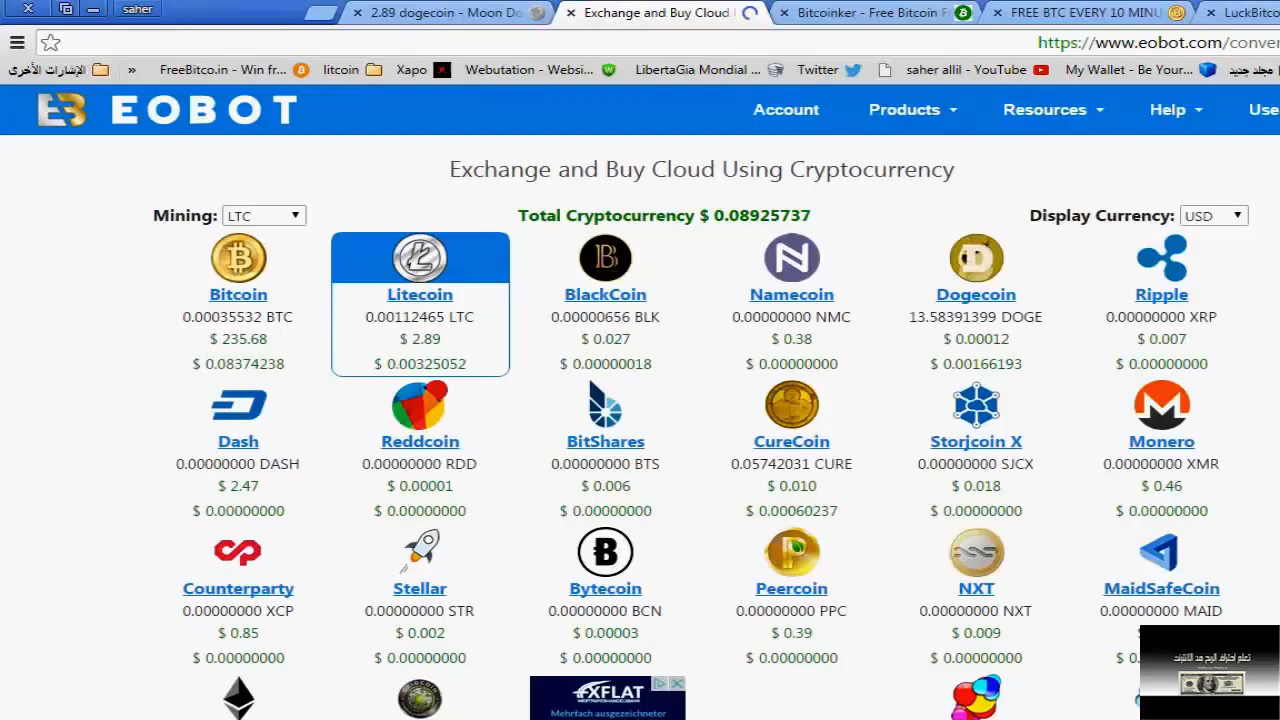 saher
2.89 dogecoin - Moon Do
Exchange and Buy Cloud
Bitcoinker - Free Bitcoin F
FREE BTC EVERY 10 MINU
LuckBitco
https://www.eobot.com/conver
الإشارات الأخرى
»
FreeBitco.in - Win fr...
litcoin
Xapo
Webutation - Websi...
LibertaGia Mondial ...
Twitter
saher allil - YouTube
My Wallet - Be Your...
مجلد جديد
EOBOT
Account
Products
Resources
Help
Use
Exchange and Buy Cloud Using Cryptocurrency
Mining: LTC
Total Cryptocurrency $ 0.08925737
Display Currency: USD
Bitcoin Litecoin BlackCoin Namecoin Dogecoin Ripple
0.00035532 BTC 0.00112465 LTC 0.00000656 BLK 0.00000000 NMC 13.58391399 DOGE 0.00000000 XRP
$ 235.68 $ 2.89 $ 0.027 $ 0.38 $ 0.00012 $ 0.007
$ 0.08374238 $ 0.00325052 $ 0.00000018 $ 0.00000000 $ 0.00166193 $ 0.00000000
Dash Reddcoin BitShares CureCoin Storjcoin X Monero
0.00000000 DASH 0.00000000 RDD 0.00000000 BTS 0.05742031 CURE 0.00000000 SJCX 0.00000000 XMR
$ 2.47 $ 0.00001 $ 0.006 $ 0.010 $ 0.018 $ 0.46
$ 0.00000000 $ 0.00000000 $ 0.00000000 $ 0.00060237 $ 0.00000000 $ 0.00000000
Counterparty Stellar Bytecoin Peercoin NXT MaidSafeCoin
0.00000000 XCP 0.00000000 STR 0.00000000 BCN 0.00000000 PPC 0.00000000 NXT 0.00000000 MAID
$ 0.85 $ 0.002 $ 0.00003 $ 0.39 $ 0.009
$ 0.00000000 $ 0.00000000 $ 0.00000000 $ 0.00000000 $ 0.00000000 $ 0.
XFLAT
Mehrfach ausgezeichneter